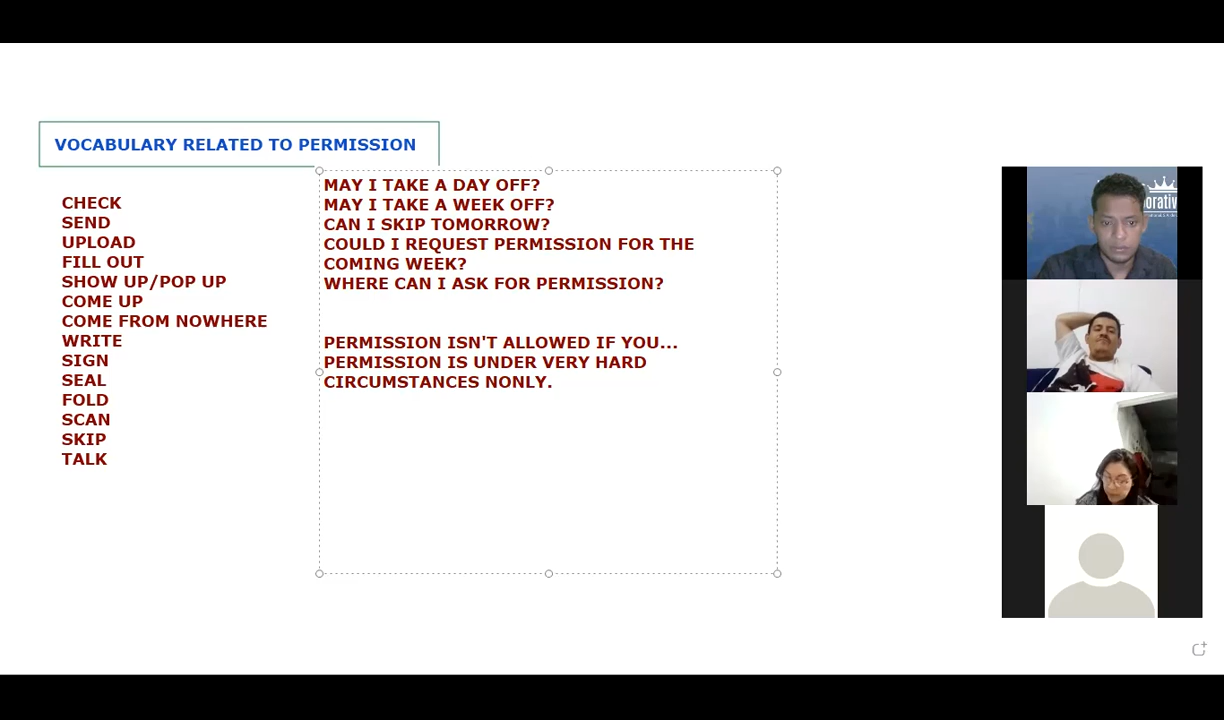 VOCABULARY RELATED TO PERMISSION
CHECK
SEND
UPLOAD
FILL OUT
SHOW UP/POP UP
COME UP
COME FROM NOWHERE
WRITE
SIGN
SEAL
FOLD
SCAN
SKIP
TALK
MAY I TAKE A DAY OFF?
MAY I TAKE A WEEK OFF?
CAN I SKIP TOMORROW?
COULD I REQUEST PERMISSION FOR THE
COMING WEEK?
WHERE CAN I ASK FOR PERMISSION?
PERMISSION ISN'T ALLOWED IF YOU...
PERMISSION IS UNDER VERY HARD
CIRCUMSTANCES NONLY.